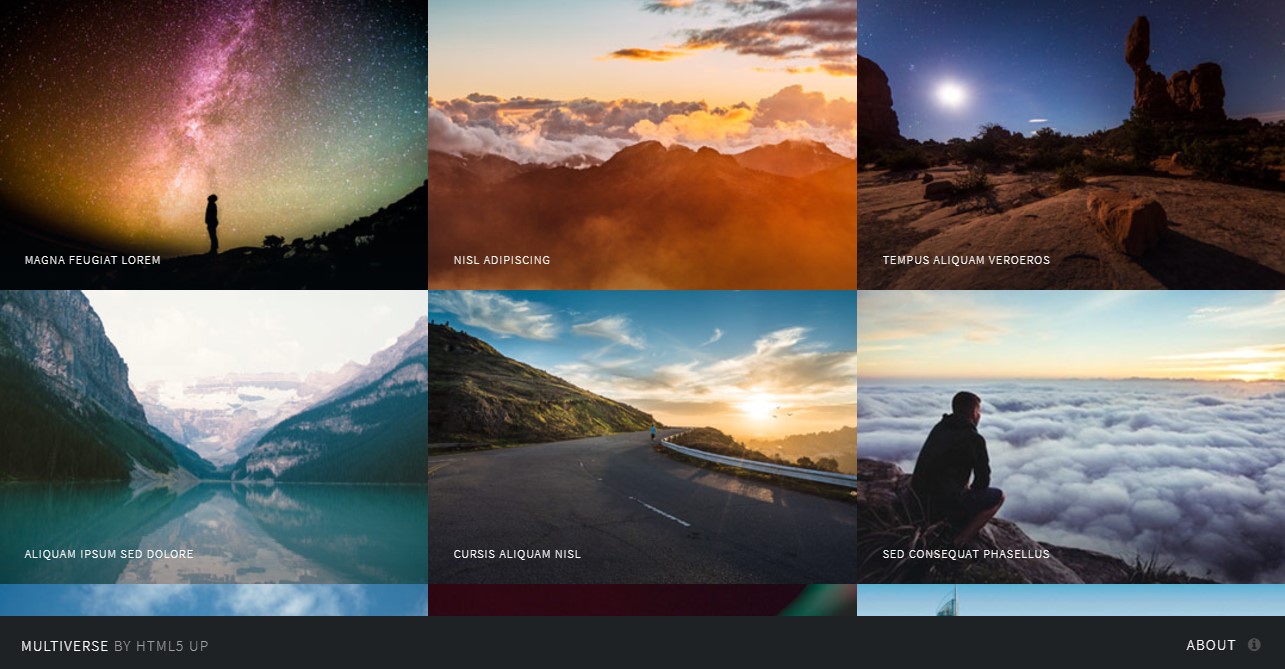 MAGNA FEUGIAT LOREM
NISL ADIPISCING
TEMPUS ALIQUAM VEROEROS
ALIQUAM IPSUM SED DOLORE
CURSIS ALIQUAM NISL
SED CONSEQUAT PHASELLUS
MULTIVERSE BY HTML5 UP
ABOUT